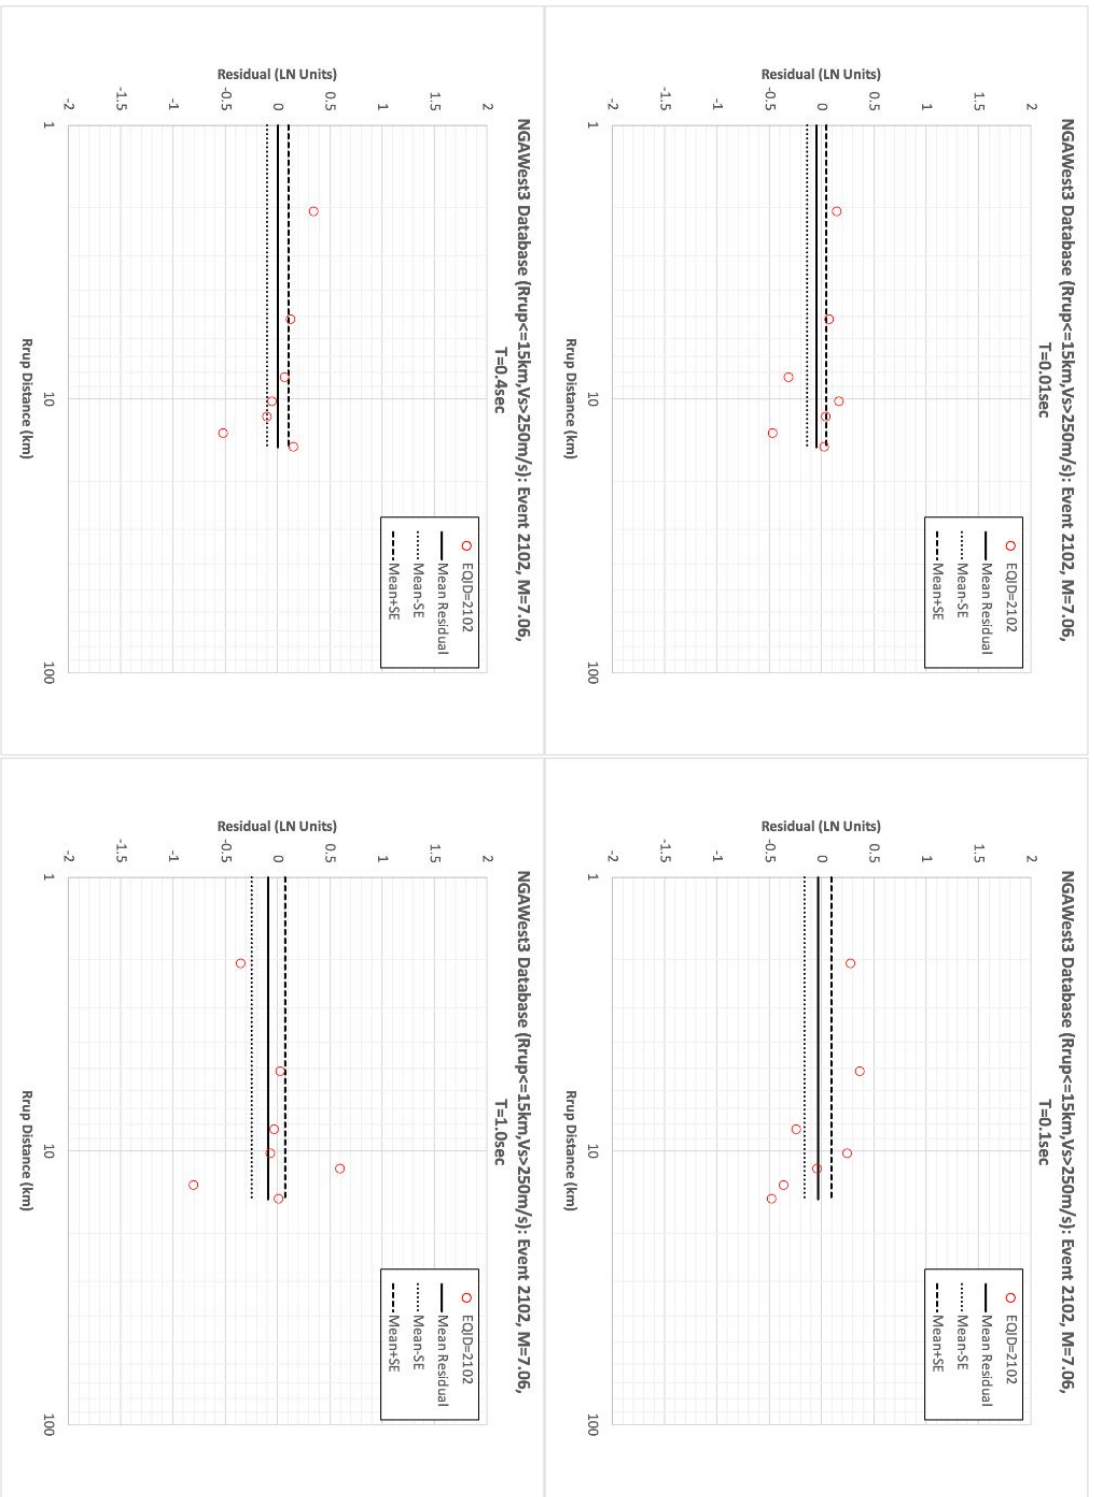 NGAWest3 Database (Rrup<=15km,Vs>250m/s): Event 2102, M=7.06,
T=0.01sec
Residual (LN Units)
2
1.5
1
0.5
0
-0.5
-1
-1.5
-2
1
10
100
Rrup Distance (km)
EQID=2102
Mean Residual
Mean-SE
Mean+SE
NGAWest3 Database (Rrup<=15km,Vs>250m/s): Event 2102, M=7.06,
T=0.1sec
Residual (LN Units)
2
1.5
1
0.5
0
-0.5
-1
-1.5
-2
1
10
100
Rrup Distance (km)
EQID=2102
Mean Residual
Mean-SE
Mean+SE
NGAWest3 Database (Rrup<=15km,Vs>250m/s): Event 2102, M=7.06,
T=0.4sec
Residual (LN Units)
2
1.5
1
0.5
0
-0.5
-1
-1.5
-2
1
10
100
Rrup Distance (km)
EQID=2102
Mean Residual
Mean-SE
Mean+SE
NGAWest3 Database (Rrup<=15km,Vs>250m/s): Event 2102, M=7.06,
T=1.0sec
Residual (LN Units)
2
1.5
1
0.5
0
-0.5
-1
-1.5
-2
1
10
100
Rrup Distance (km)
EQID=2102
Mean Residual
Mean-SE
Mean+SE